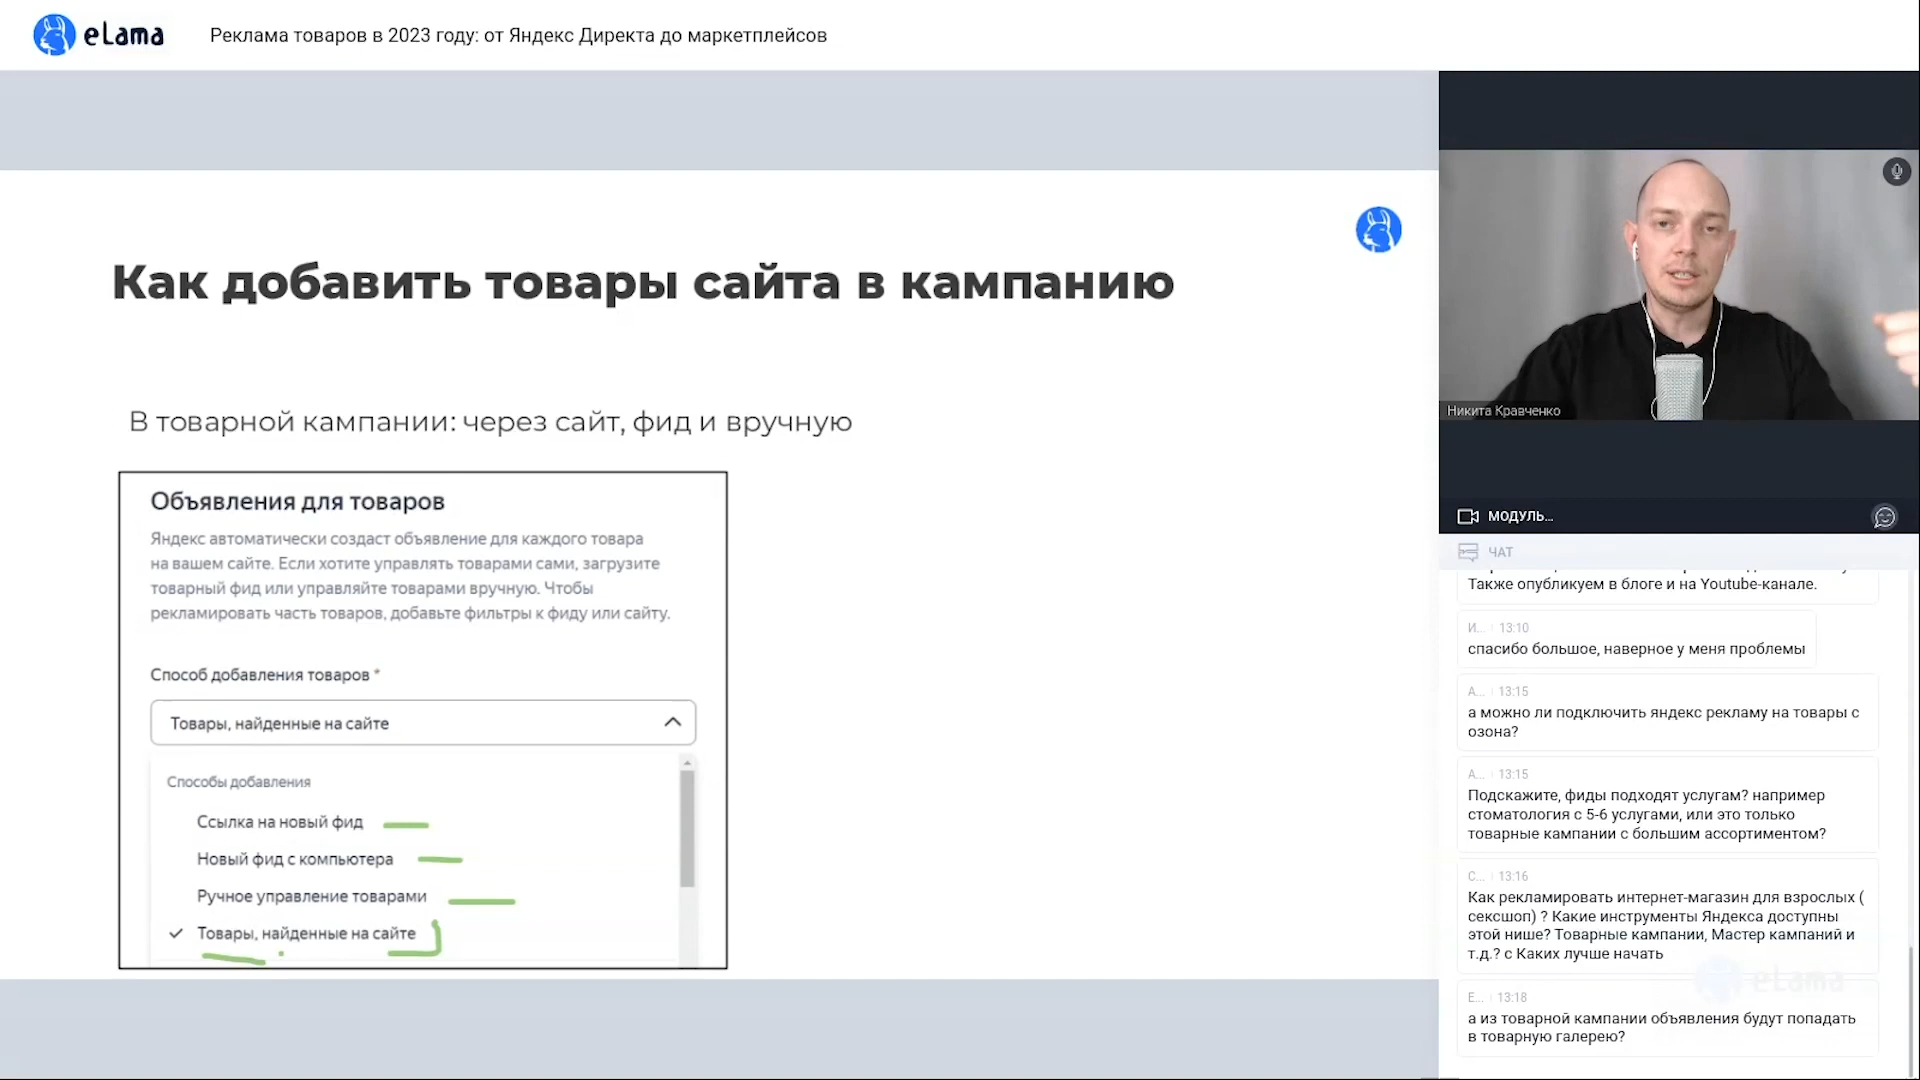 eLama
Реклама товаров в 2023 году: от Яндекс Директа до маркетплейсов
Как добавить товары сайта в кампанию
В товарной кампании: через сайт, фид и вручную
Объявления для товаров
Яндекс автоматически создаст объявление для каждого товара
на вашем сайте. Если хотите управлять товарами сами, загрузите
товарный фид или управляйте товарами вручную. Чтобы
рекламировать часть товаров, добавьте фильтры к фиду или сайту.
Способ добавления товаров *
Товары, найденные на сайте
Способы добавления
Ссылка на новый фид
Новый фид с компьютера
Ручное управление товарами
Товары, найденные на сайте
Никита Кравченко
МОДУЛЬ...
ЧАТ
Также опубликуем в блоге и на Youtube-канале.
И... 13:10
спасибо большое, наверное у меня проблемы
А... 13:15
а можно ли подключить яндекс рекламу на товары с
озона?
А... 13:15
Подскажите, фиды подходят услугам? например
стоматология с 5-6 услугами, или это только
товарные кампании с большим ассортиментом?
С... 13:16
Как рекламировать интернет-магазин для взрослых (
сексшоп) ? Какие инструменты Яндекса доступны
этой нише? Товарные кампании, Мастер кампаний и
т.д.? с Каких лучше начать
eLama
Е... 13:18
а из товарной кампании объявления будут попадать
в товарную галерею?